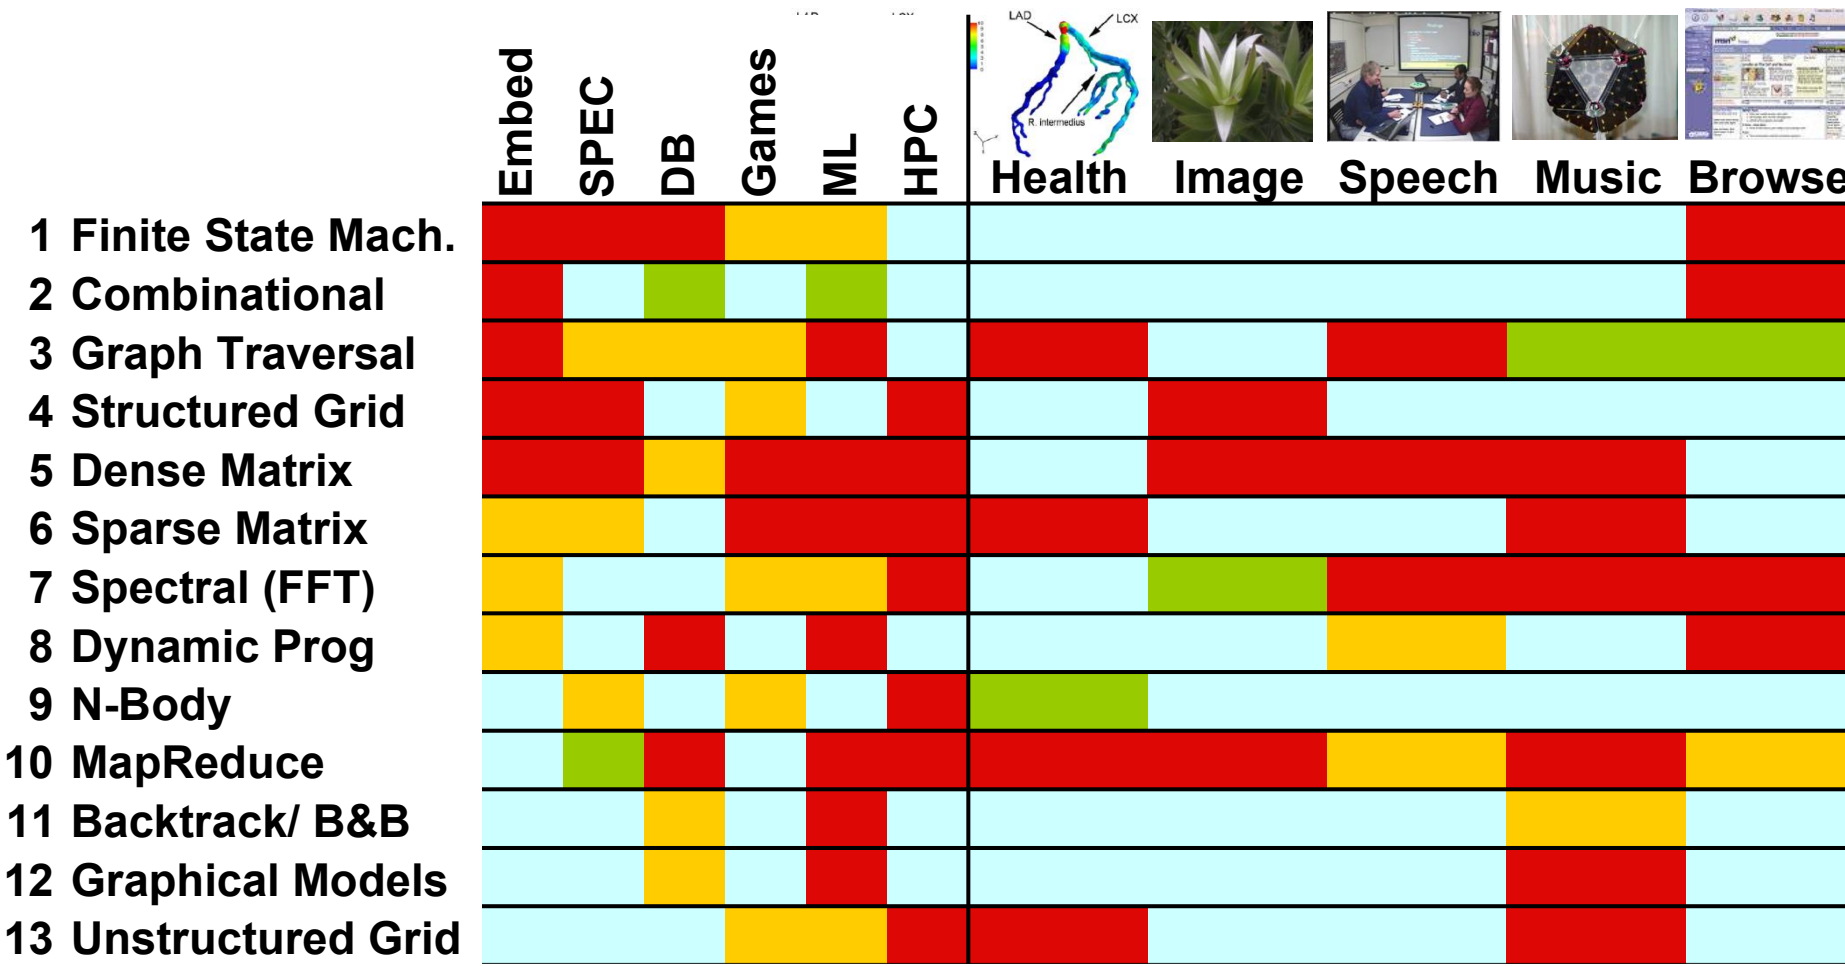 LAD
LCX
R. intermedius
Embed
SPEC
DB
Games
ML
HPC
Health
Image
Speech
Music
Browse
1 Finite State Mach.
2 Combinational
3 Graph Traversal
4 Structured Grid
5 Dense Matrix
6 Sparse Matrix
7 Spectral (FFT)
8 Dynamic Prog
9 N-Body
10 MapReduce
11 Backtrack/ B&B
12 Graphical Models
13 Unstructured Grid